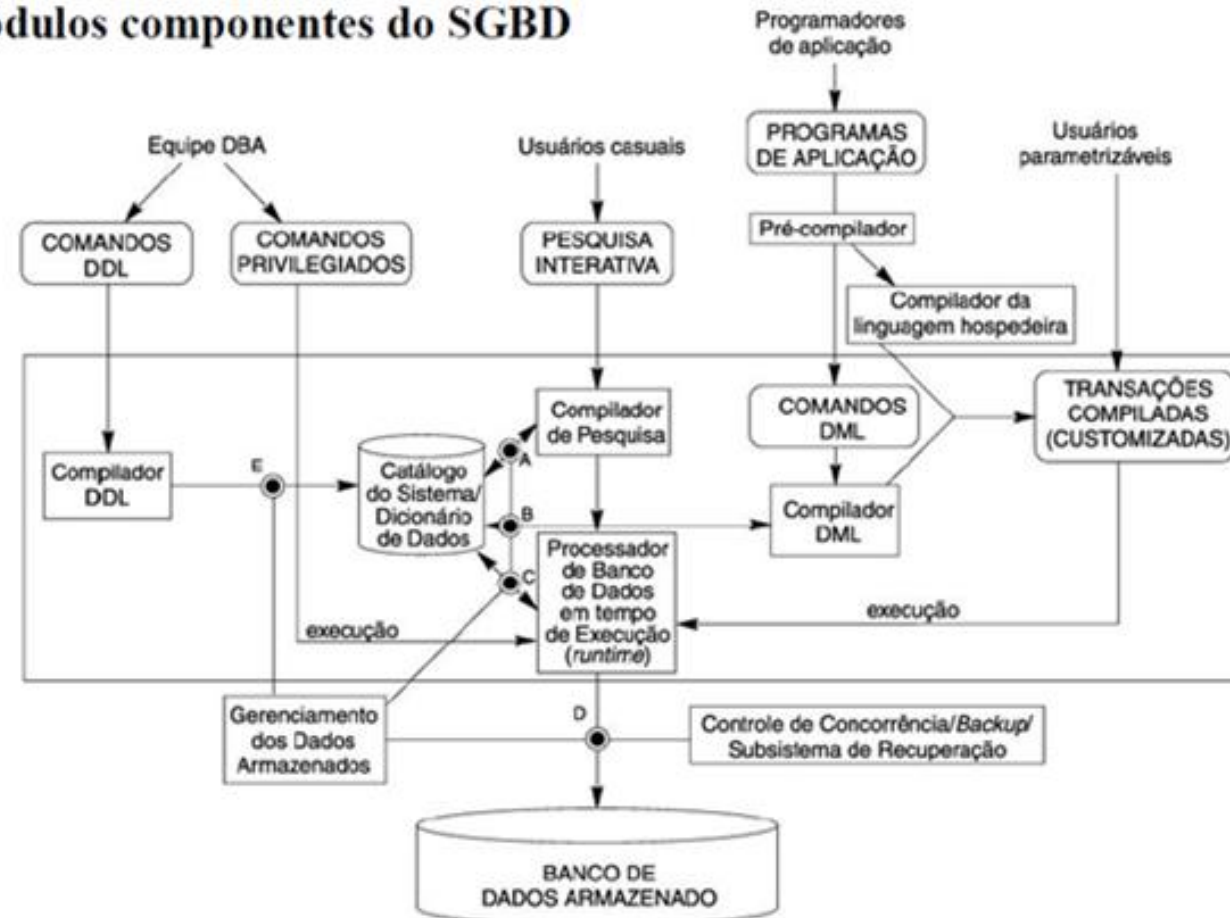 ódulos componentes do SGBD
Programadores
de aplicação
Equipe DBA
Usuários casuais
PROGRAMAS
DE APLICAÇÃO
Usuários
parametrizáveis
COMANDOS
DDL
COMANDOS
PRIVILEGIADOS
PESQUISA
INTERATIVA
Pré-compilador
Compilador da
linguagem hospedeira
Compilador
DDL
E
Catálogo
do Sistema/
Dicionário
de Dados
A
B
C
Compilador
de Pesquisa
COMANDOS
DML
TRANSAÇÕES
COMPILADAS
(CUSTOMIZADAS)
Compilador
DML
Processador
de Banco
de Dados
em tempo
de Execução
(runtime)
execução
execução
Gerenciamento
dos Dados
Armazenados
D
Controle de Concorrência/Backup/
Subsistema de Recuperação
BANCO DE
DADOS ARMAZENADO